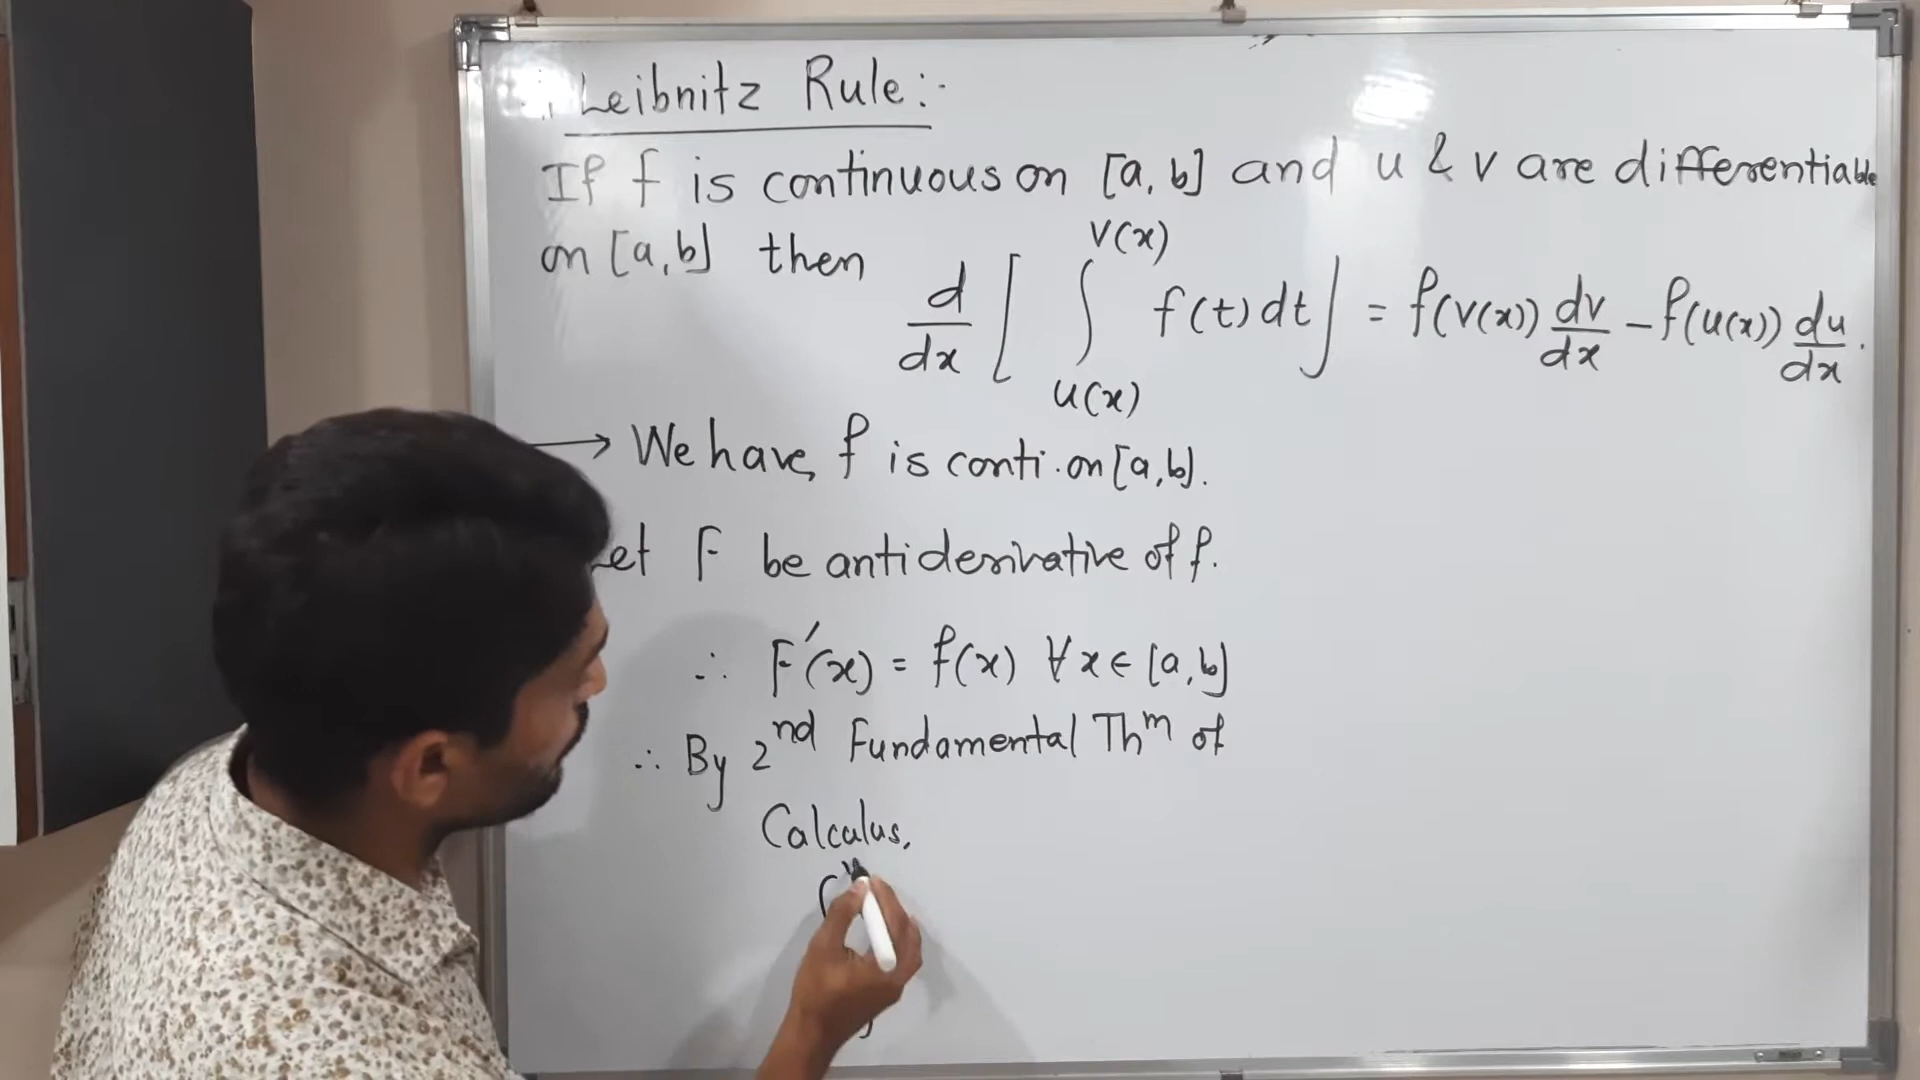 Leibnitz Rule:-
If f is continuous on [a, b] and u & v are differentiable
on [a, b] then d/dx [ ∫_{u(x)}^{v(x)} f(t) dt ] = f(v(x)) dv/dx - f(u(x)) du/dx.
→ We have, f is conti. on [a, b].
Let F be antiderivative of f.
∴ F'(x) = f(x) ∀ x ∈ [a, b]
∴ By 2nd Fundamental Thm of
Calculus,